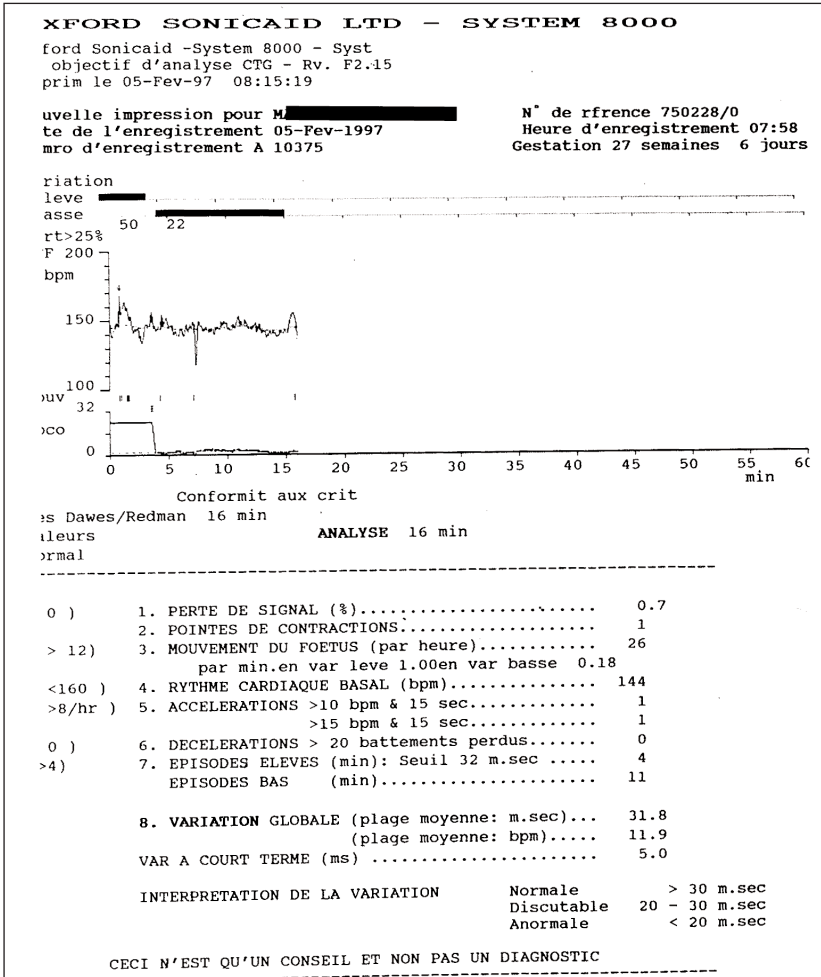 XFORD SONICAID LTD - SYSTEM 8000
ford Sonicaid -System 8000 - Syst
objectif d'analyse CTG - Rv. F2.15
prim le 05-Fev-97 08:15:19
uvelle impression pour M
N° de rfrence 750228/0
te de l'enregistrement 05-Fev-1997
Heure d'enregistrement 07:58
mro d'enregistrement A 10375
Gestation 27 semaines 6 jours
riation
leve
asse
50 22
rt>25%
F 200
bpm
150
100
ouv
32
oco
0
0 5 10 15 20 25 30 35 40 45 50 55 60
min
Conformit aux crit
es Dawes/Redman 16 min
aleurs
ANALYSE 16 min
ormal
0 ) 1. PERTE DE SIGNAL (%)........................ 0.7
2. POINTES DE CONTRACTIONS.................... 1
> 12) 3. MOUVEMENT DU FOETUS (par heure)............ 26
par min.en var leve 1.00en var basse 0.18
<160 ) 4. RYTHME CARDIAQUE BASAL (bpm)............... 144
>8/hr ) 5. ACCELERATIONS >10 bpm & 15 sec............. 1
>15 bpm & 15 sec............. 1
0 ) 6. DECELERATIONS > 20 battements perdus....... 0
>4) 7. EPISODES ELEVES (min): Seuil 32 m.sec ..... 4
EPISODES BAS (min)...................... 11
8. VARIATION GLOBALE (plage moyenne: m.sec)... 31.8
(plage moyenne: bpm)..... 11.9
VAR A COURT TERME (ms) ....................... 5.0
INTERPRETATION DE LA VARIATION Normale > 30 m.sec
Discutable 20 - 30 m.sec
Anormale < 20 m.sec
CECI N'EST QU'UN CONSEIL ET NON PAS UN DIAGNOSTIC